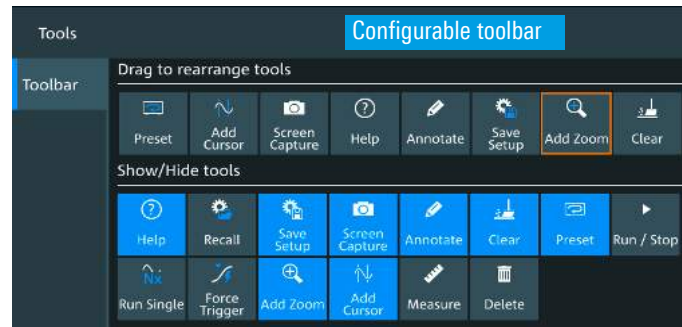 Tools
Configurable toolbar
Toolbar
Drag to rearrange tools
Preset
Add
Cursor
Screen
Capture
Help
Annotate
Save
Setup
Add Zoom
Clear
Show/Hide tools
Help
Recall
Save
Setup
Screen
Capture
Annotate
Clear
Preset
Run / Stop
Nx
Run Single
Force
Trigger
Add Zoom
Add
Cursor
Measure
Delete